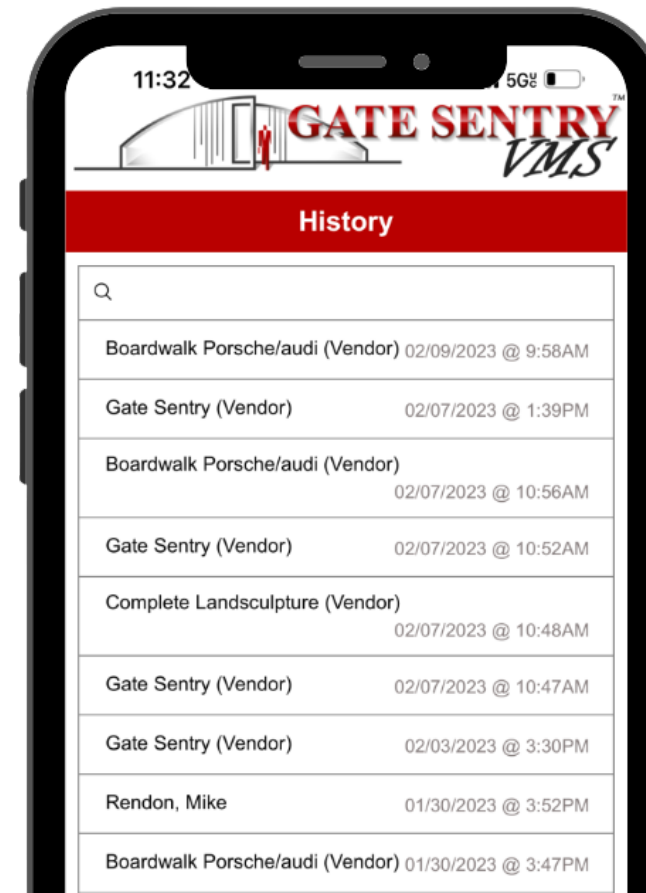 11:32
5G
GATE SENTRY™
VMS
History
Boardwalk Porsche/audi (Vendor) 02/09/2023 @ 9:58AM
Gate Sentry (Vendor) 02/07/2023 @ 1:39PM
Boardwalk Porsche/audi (Vendor)
02/07/2023 @ 10:56AM
Gate Sentry (Vendor) 02/07/2023 @ 10:52AM
Complete Landsculpture (Vendor)
02/07/2023 @ 10:48AM
Gate Sentry (Vendor) 02/07/2023 @ 10:47AM
Gate Sentry (Vendor) 02/03/2023 @ 3:30PM
Rendon, Mike 01/30/2023 @ 3:52PM
Boardwalk Porsche/audi (Vendor) 01/30/2023 @ 3:47PM